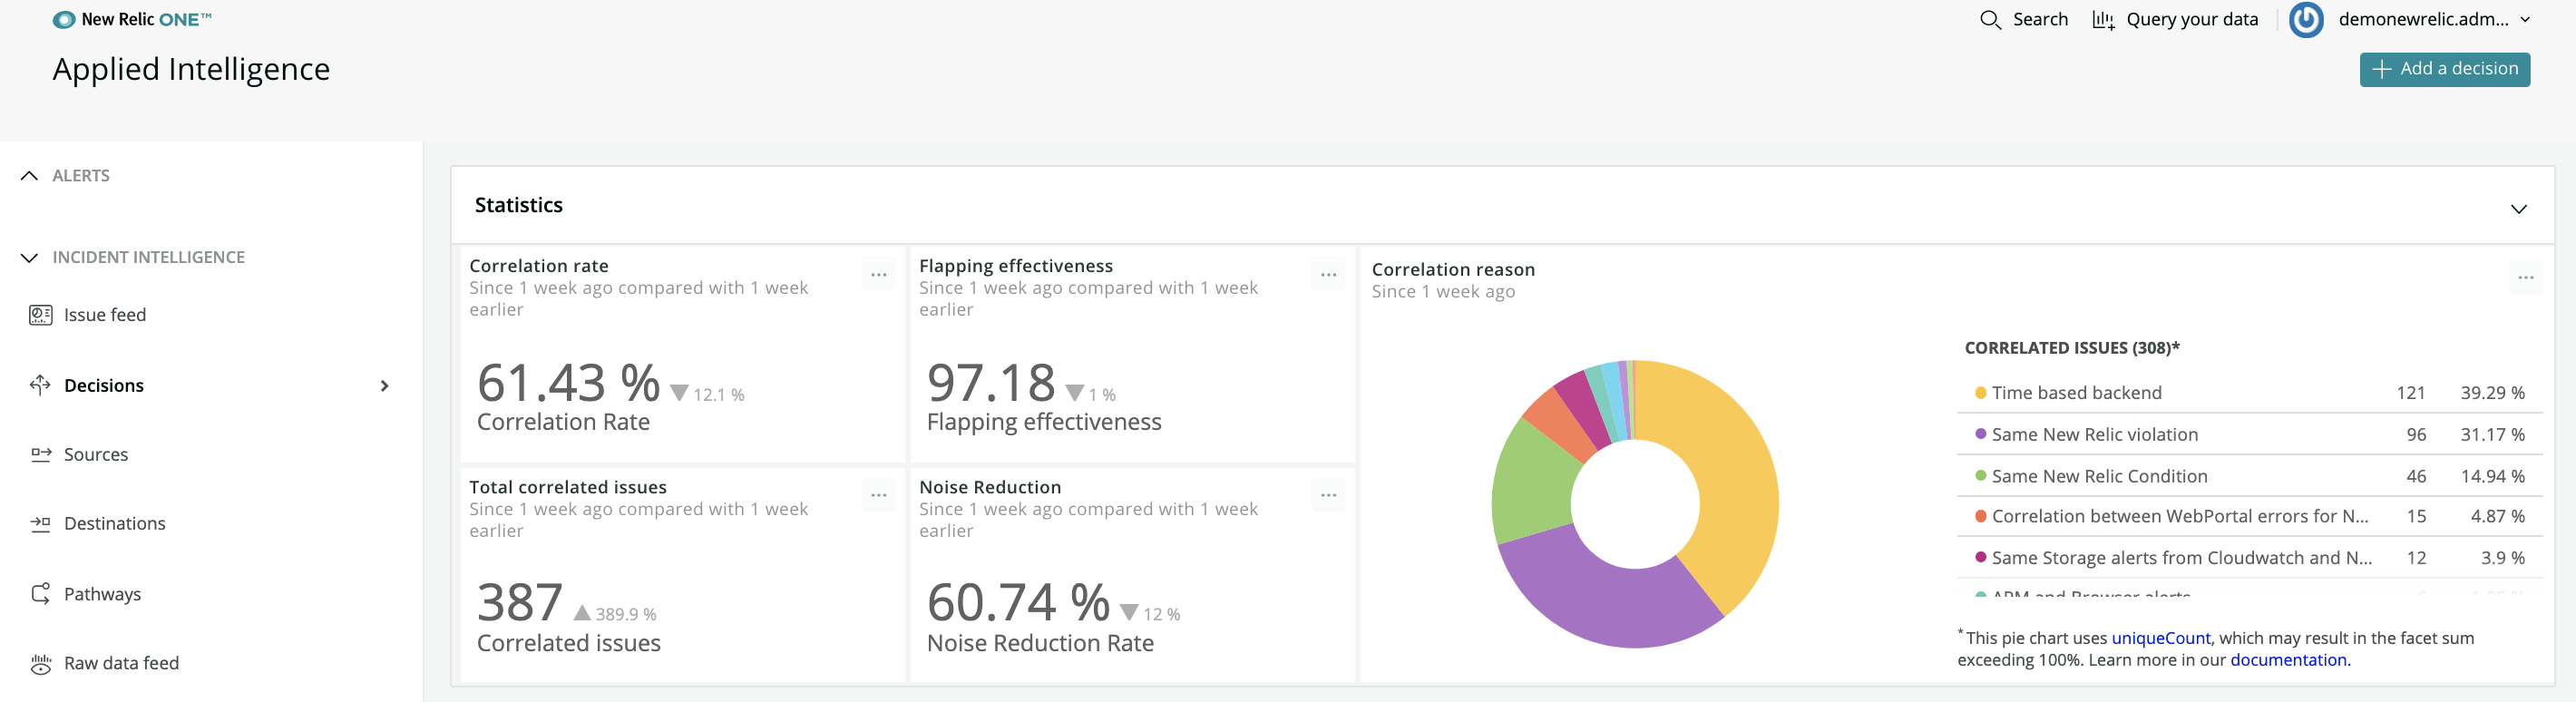 New Relic ONE™
Search
Query your data
demonewrelic.adm...
Applied Intelligence
Add a decision
ALERTS
INCIDENT INTELLIGENCE
Issue feed
Decisions
Sources
Destinations
Pathways
Raw data feed
Statistics
Correlation rate
Since 1 week ago compared with 1 week
earlier
61.43 % ▼ 12.1 %
Correlation Rate
Flapping effectiveness
Since 1 week ago compared with 1 week
earlier
97.18 ▼ 1 %
Flapping effectiveness
Total correlated issues
Since 1 week ago compared with 1 week
earlier
387 ▲ 389.9 %
Correlated issues
Noise Reduction
Since 1 week ago compared with 1 week
earlier
60.74 % ▼ 12 %
Noise Reduction Rate
Correlation reason
Since 1 week ago
CORRELATED ISSUES (308)*
Time based backend 121 39.29 %
Same New Relic violation 96 31.17 %
Same New Relic Condition 46 14.94 %
Correlation between WebPortal errors for N... 15 4.87 %
Same Storage alerts from Cloudwatch and N... 12 3.9 %
APM and Browser alerts
*This pie chart uses uniqueCount, which may result in the facet sum
exceeding 100%. Learn more in our documentation.